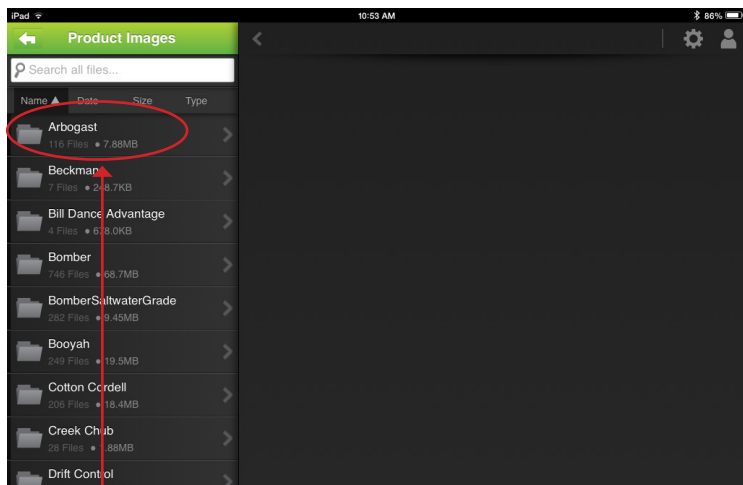 iPad 10:53 AM 86%
Product Images
Search all files...
Name ▲ Date Size Type
Arbogast
116 Files • 7.88MB
Beckman
7 Files • 248.7KB
Bill Dance Advantage
4 Files • 678.0KB
Bomber
746 Files • 68.7MB
BomberSaltwaterGrade
282 Files • 9.45MB
Booyah
249 Files • 19.5MB
Cotton Cordell
206 Files • 18.4MB
Creek Chub
28 Files • .88MB
Drift Control